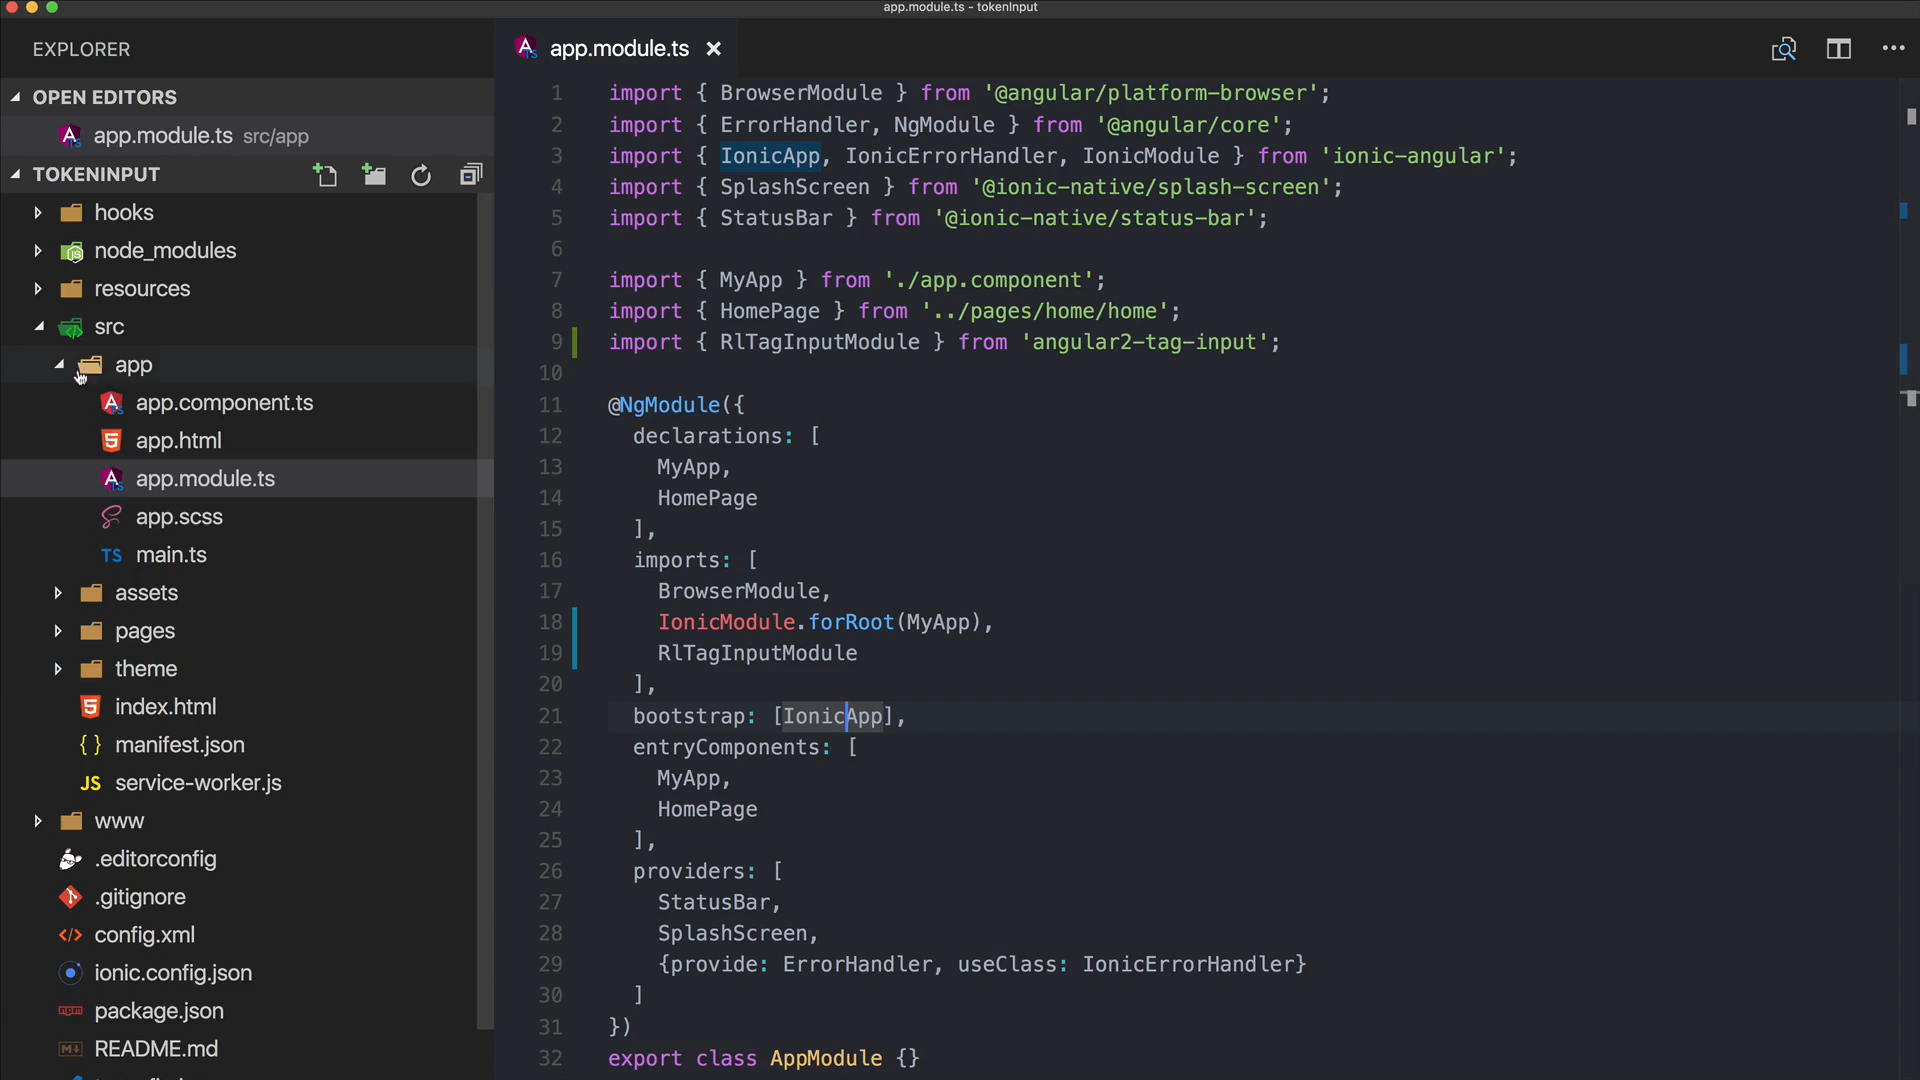 app.module.ts - tokenInput
EXPLORER
OPEN EDITORS
app.module.ts src/app
TOKENINPUT
hooks
node_modules
resources
src
app
app.component.ts
app.html
app.module.ts
app.scss
TS main.ts
assets
pages
theme
index.html
{ } manifest.json
JS service-worker.js
www
.editorconfig
.gitignore
config.xml
ionic.config.json
package.json
README.md
app.module.ts
1 import { BrowserModule } from '@angular/platform-browser';
2 import { ErrorHandler, NgModule } from '@angular/core';
3 import { IonicApp, IonicErrorHandler, IonicModule } from 'ionic-angular';
4 import { SplashScreen } from '@ionic-native/splash-screen';
5 import { StatusBar } from '@ionic-native/status-bar';
6
7 import { MyApp } from './app.component';
8 import { HomePage } from '../pages/home/home';
9 import { RlTagInputModule } from 'angular2-tag-input';
10
11 @NgModule({
12 declarations: [
13 MyApp,
14 HomePage
15 ],
16 imports: [
17 BrowserModule,
18 IonicModule.forRoot(MyApp),
19 RlTagInputModule
20 ],
21 bootstrap: [IonicApp],
22 entryComponents: [
23 MyApp,
24 HomePage
25 ],
26 providers: [
27 StatusBar,
28 SplashScreen,
29 {provide: ErrorHandler, useClass: IonicErrorHandler}
30 ]
31 })
32 export class AppModule {}